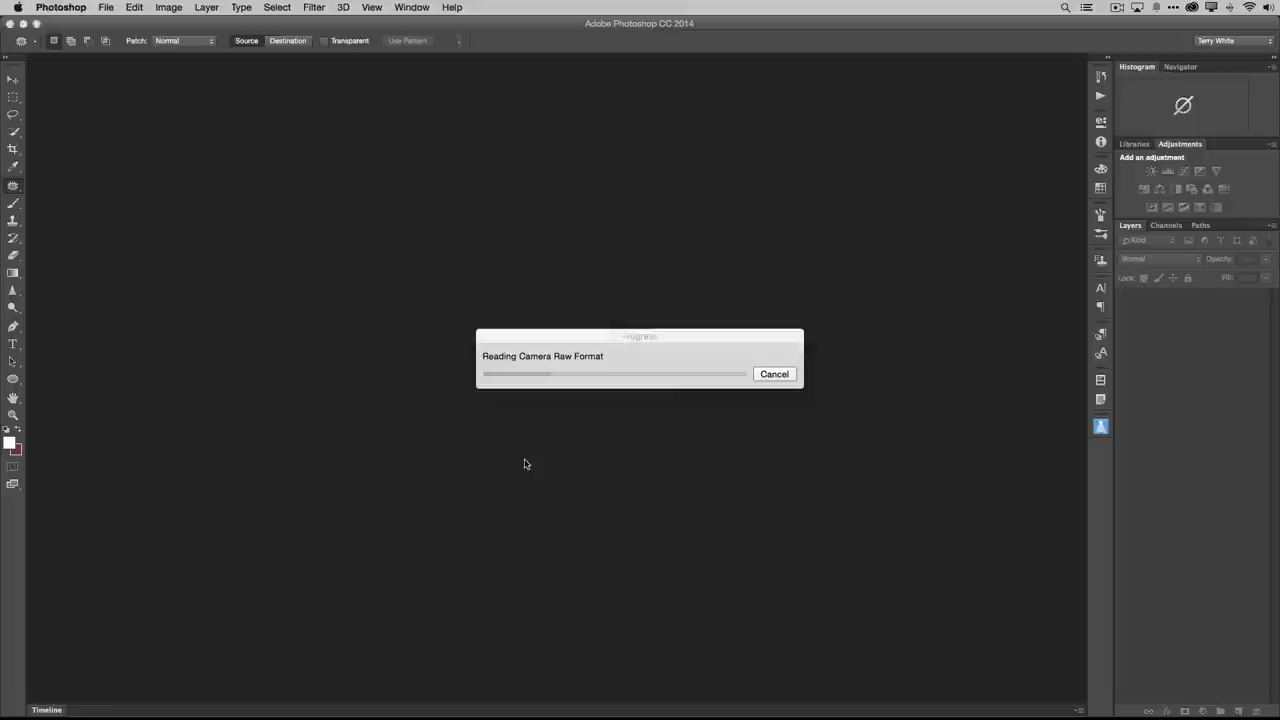 Photoshop File Edit Image Layer Type Select Filter 3D View Window Help
Adobe Photoshop CC 2014
Patch: Normal Source Destination Transparent Use Pattern Terry White
Histogram Navigator
Libraries Adjustments
Add an adjustment
Layers Channels Paths
Kind
Normal Opacity:
Lock: Fill:
Progress
Reading Camera Raw Format
Cancel
Timeline